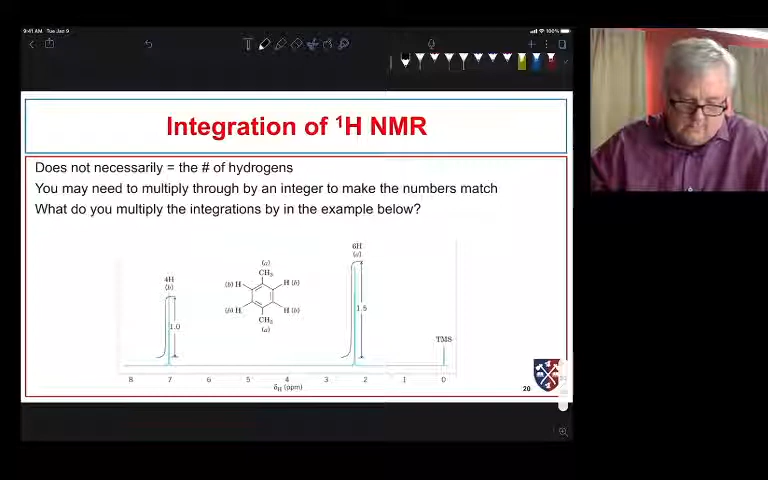 9:41 AM Tue Jan 9
100%
Integration of ¹H NMR
Does not necessarily = the # of hydrogens
You may need to multiply through by an integer to make the numbers match
What do you multiply the integrations by in the example below?
6H
(a)
4H
(b)
(a)
CH₃
(b) H
H (b)
(b) H
H (b)
CH₃
(a)
1.0
1.5
TMS
8 7 6 5 4 3 2 1 0
δH (ppm)
20